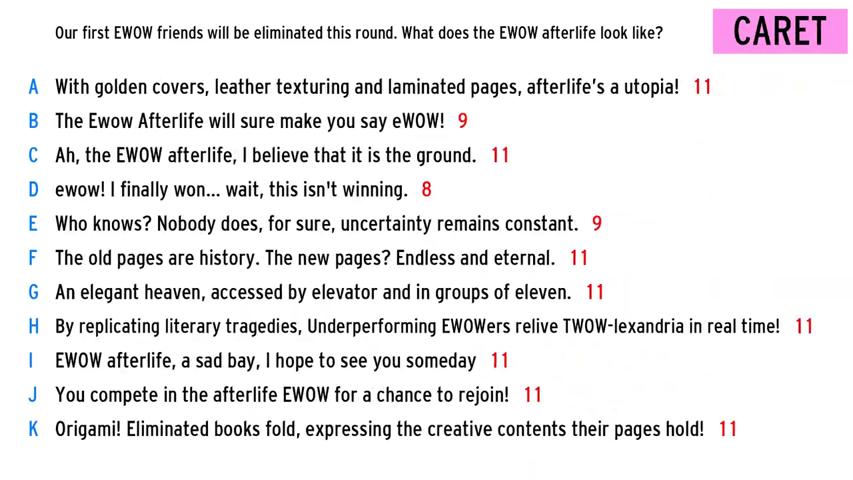 Our first EWOW friends will be eliminated this round. What does the EWOW afterlife look like?
CARET
A With golden covers, leather texturing and laminated pages, afterlife's a utopia! 11
B The Ewow Afterlife will sure make you say eWOW! 9
C Ah, the EWOW afterlife, I believe that it is the ground. 11
D ewow! I finally won... wait, this isn't winning. 8
E Who knows? Nobody does, for sure, uncertainty remains constant. 9
F The old pages are history. The new pages? Endless and eternal. 11
G An elegant heaven, accessed by elevator and in groups of eleven. 11
H By replicating literary tragedies, Underperforming EWOWers relive TWOW-lexandria in real time! 11
I EWOW afterlife, a sad bay, I hope to see you someday 11
J You compete in the afterlife EWOW for a chance to rejoin! 11
K Origami! Eliminated books fold, expressing the creative contents their pages hold! 11